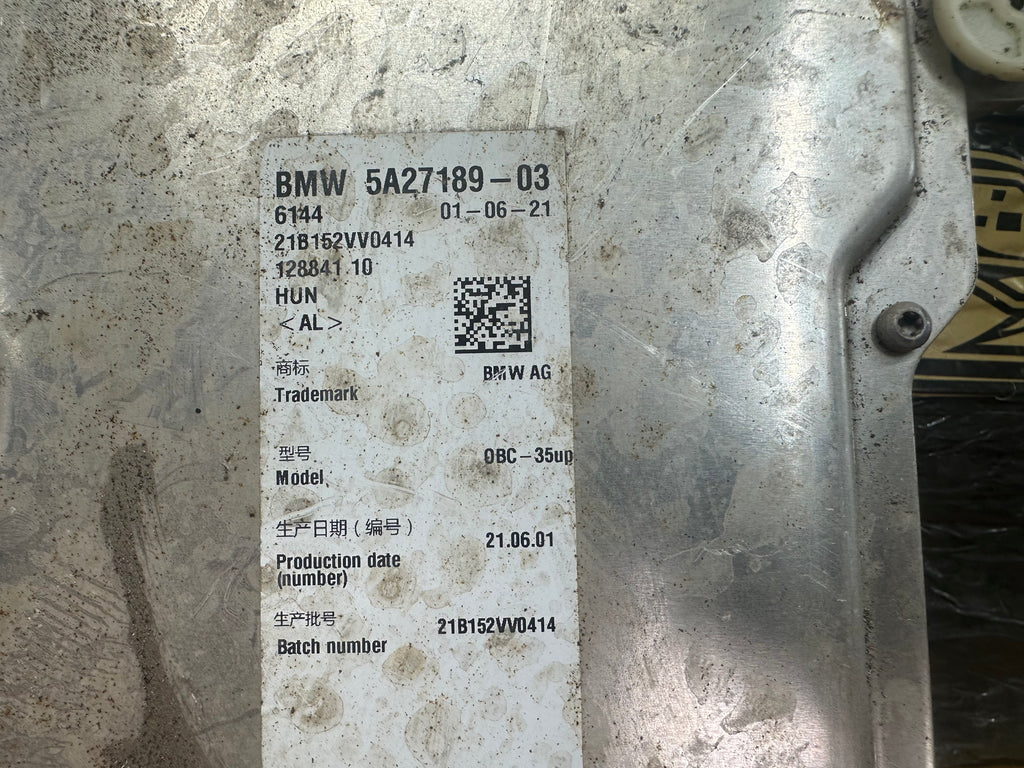 BMW 5A27189-03
6144 01-06-21
21B152VV0414
128841.10
HUN
<AL>
商标
Trademark BMW AG
型号 OBC-35up
Model
生产日期(编号)
Production date 21.06.01
(number)
生产批号
Batch number 21B152VV0414